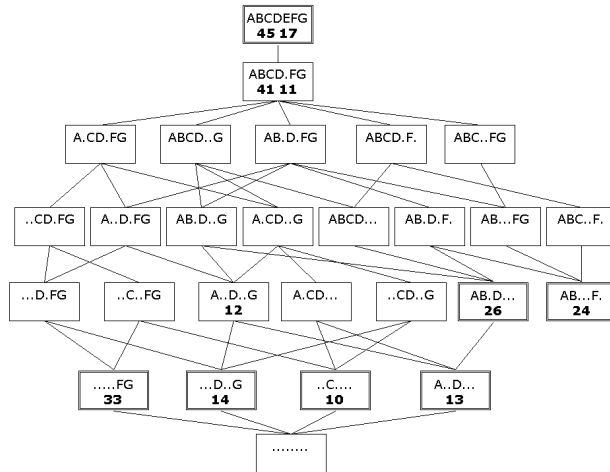 ABCDEFG
45 17
ABCD.FG
41 11
A.CD.FG
ABCD..G
AB.D.FG
ABCD.F.
ABC..FG
..CD.FG
A..D.FG
AB.D..G
A.CD..G
ABCD...
AB.D.F.
AB...FG
ABC..F.
...D.FG
..C..FG
A..D..G
12
A.CD...
..CD..G
AB.D...
26
AB...F.
24
.....FG
33
...D..G
14
..C....
10
A..D...
13
........